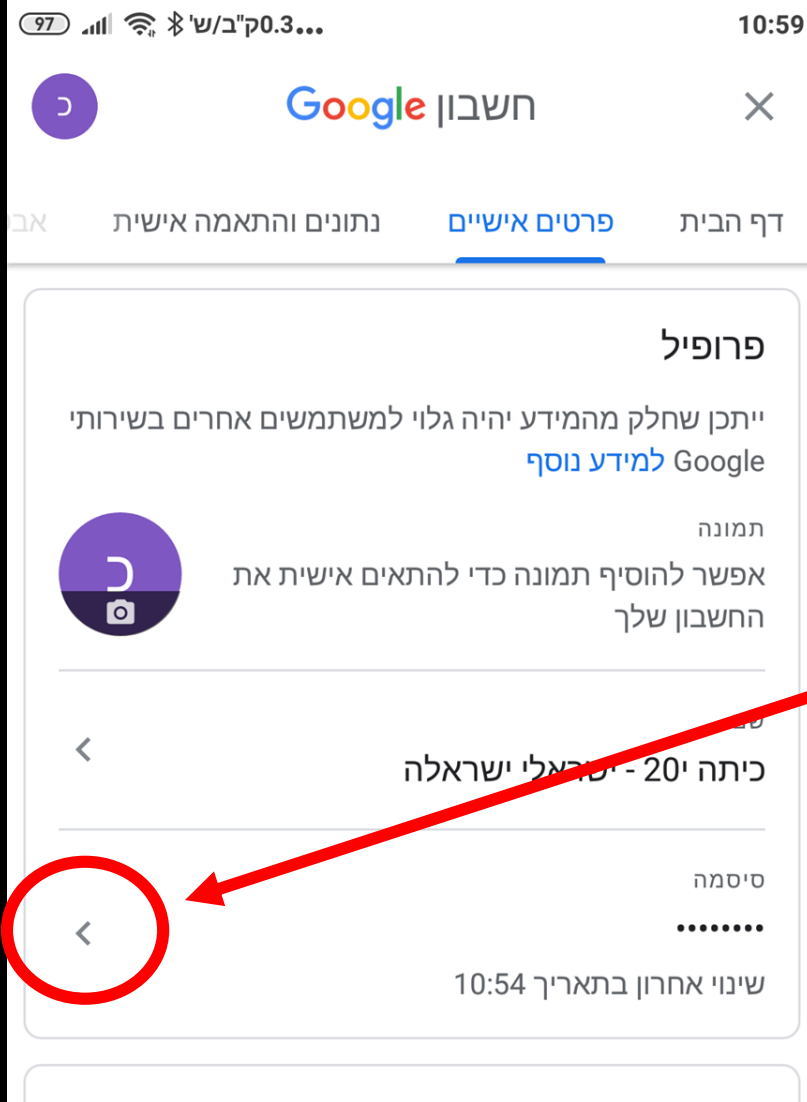 97 0.3ק"ב/ש'... 10:59
כ חשבון Google
דף הבית פרטים אישיים נתונים והתאמה אישית
פרופיל
ייתכן שחלק מהמידע יהיה גלוי למשתמשים אחרים בשירותי
Google למידע נוסף
תמונה
אפשר להוסיף תמונה כדי להתאים אישית את
החשבון שלך
כ
כיתה י20 - ישראלי ישראלה
סיסמה
••••••••
שינוי אחרון בתאריך 10:54